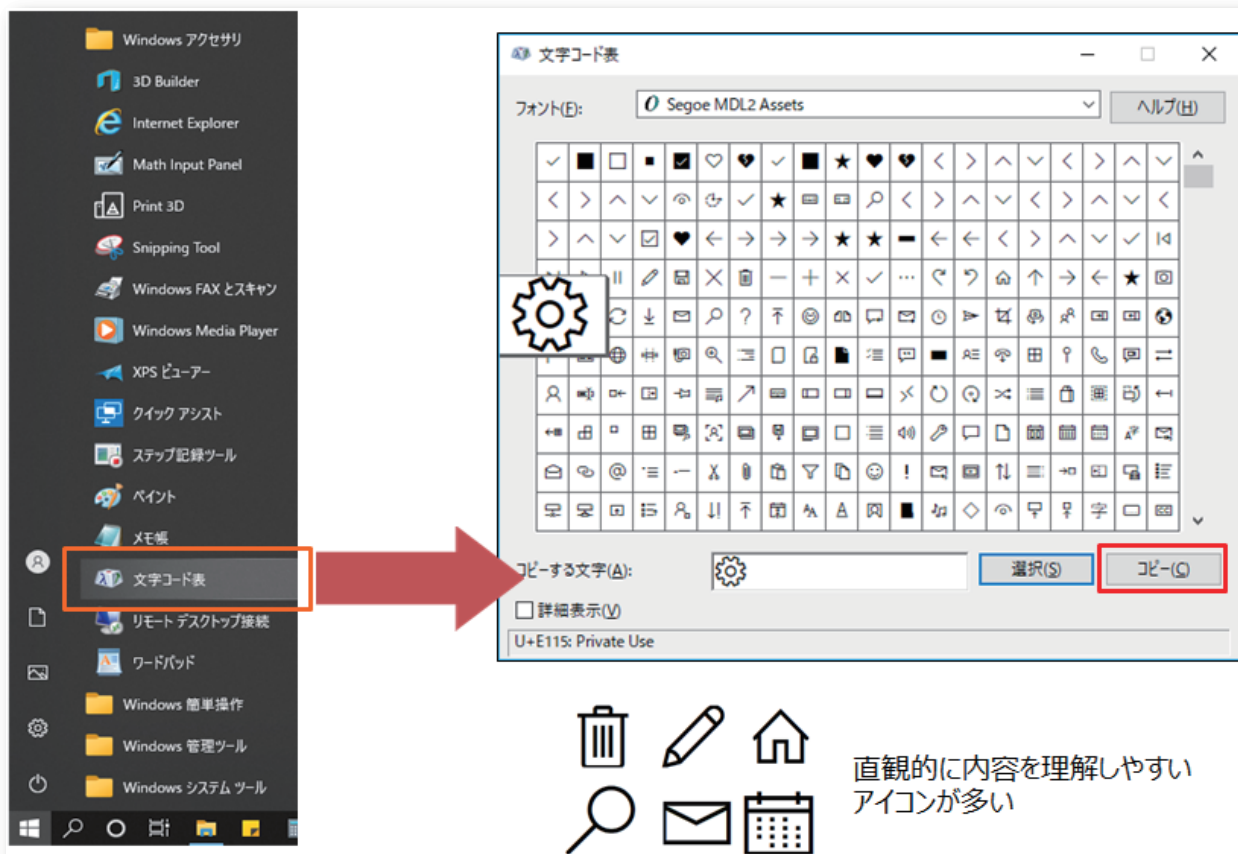 Windows アクセサリ
3D Builder
Internet Explorer
Math Input Panel
Print 3D
Snipping Tool
Windows FAX とスキャン
Windows Media Player
XPS ビューアー
クイック アシスト
ステップ記録ツール
ペイント
メモ帳
文字コード表
リモート デスクトップ接続
ワードパッド
Windows 簡単操作
Windows 管理ツール
Windows システム ツール
文字コード表
フォント(F):
Segoe MDL2 Assets
ヘルプ(H)
コピーする文字(A):
選択(S)
コピー(C)
詳細表示(V)
U+E115: Private Use
直観的に内容を理解しやすい
アイコンが多い